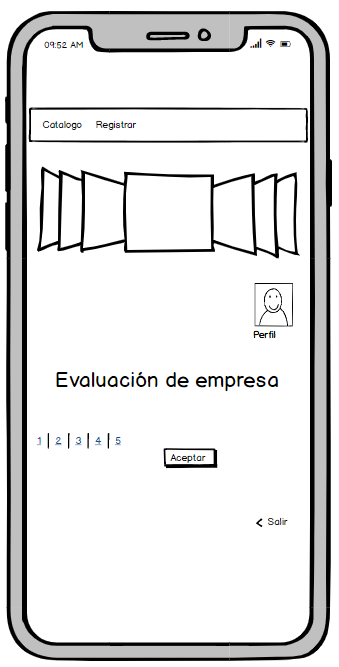 09:52 AM
Catalogo Registrar
Perfil
Evaluación de empresa
1 | 2 | 3 | 4 | 5
Aceptar
< Salir